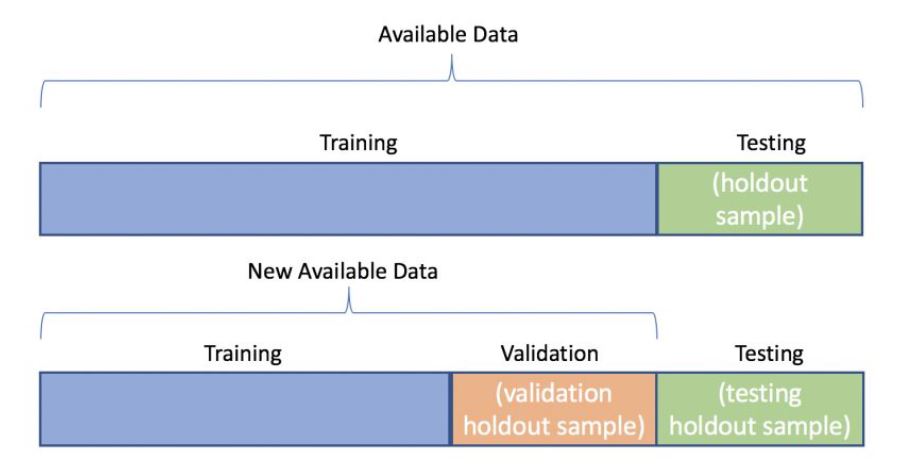 Available Data
Training
Testing
(holdout
sample)
New Available Data
Training
Validation
Testing
(validation
holdout sample)
(testing
holdout sample)